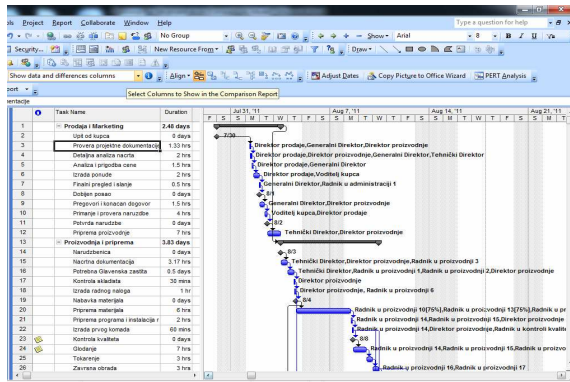 ols Project Report Collaborate Window Help Type a question for help
No Group Show Arial 8 B I U
Securty... New Resource From Draw
Show data and differences columns Align Adjust Dates Copy Picture to Office Wizard PERT Analysis
port
Select Columns to Show in the Comparison Report
entacije
Task Name Duration Jul 31, '11 Aug 7, '11 Aug 14, '11 Aug 21, '11
F S S M T W T F S S M T W T F S S M T W T F S S M T
1 Prodaja i Marketing 2.48 days
2 Upit od kupca 0 days 7/30
3 Provera projektne dokumentacije 1.33 hrs Direktor prodaje,Generalni Direktor,Direktor proizvodnje
4 Detaljna analiza nacrta 2 hrs Direktor prodaje,Direktor proizvodnje,Generalni Direktor,Tehnički Direktor
5 Analiza i prigodba cene 1.5 hrs Direktor prodaje,Generalni Direktor
6 Izrada ponude 2 hrs Direktor prodaje,Voditelj kupca
7 Finalni pregled i slanje 0.5 hrs Generalni Direktor,Radnik u administraciji 1
8 Dobijen posao 0 days 8/1
9 Pregovori i konacan dogovor 1.5 hrs Generalni Direktor,Direktor proizvodnje
10 Primanje i provera naruzdbe 4 hrs Voditelj kupca,Direktor prodaje
11 Potvrda narudzbe 0 days 8/2
12 Priprema proizvodnje 7 hrs Tehnički Direktor,Direktor proizvodnje
13 Proizvodnja i priprema 3.83 days
14 Narudzbenica 0 days 8/3
15 Nacrtna dokumentacija 3.17 hrs Tehnički Direktor,Direktor proizvodnje,Radnik u proizvodnji 3
16 Potrebna Glavenska zastita 0.5 days Tehnički Direktor,Radnik u proizvodnji 1,Radnik u proizvodnji 2,Direktor proizvodnje
17 Kontrola skladista 30 mins Direktor proizvodnje
18 Izrada radnog naloga 1 hr Direktor proizvodnje, Radnik u proizvodnji 6
19 Nabavka materijala 0 days 8/4
20 Priprema materijala 6 hrs Radnik u proizvodnji 10[75%],Radnik u proizvodnji 13[75%],Radnik u pr
21 Priprema programa i instalacija r 2 hrs Radnik u proizvodnji 14,Radnik u proizvodnji 15,Direktor proizvodnje
22 Izrada prvog komada 60 mins Radnik u proizvodnji 14,Direktor proizvodnje,Radnik u kontroli kvalite
23 Kontrola kvaliteta 0 days 8/8
24 Glodanje 7 hrs Radnik u proizvodnji 14,Radnik u proizvodnji 15,Radnik u proizvo
25 Tokarenje 3 hrs
26 Zavrsna obrada 3 hrs Radnik u proizvodnji 16,Radnik u proizvodnji 17